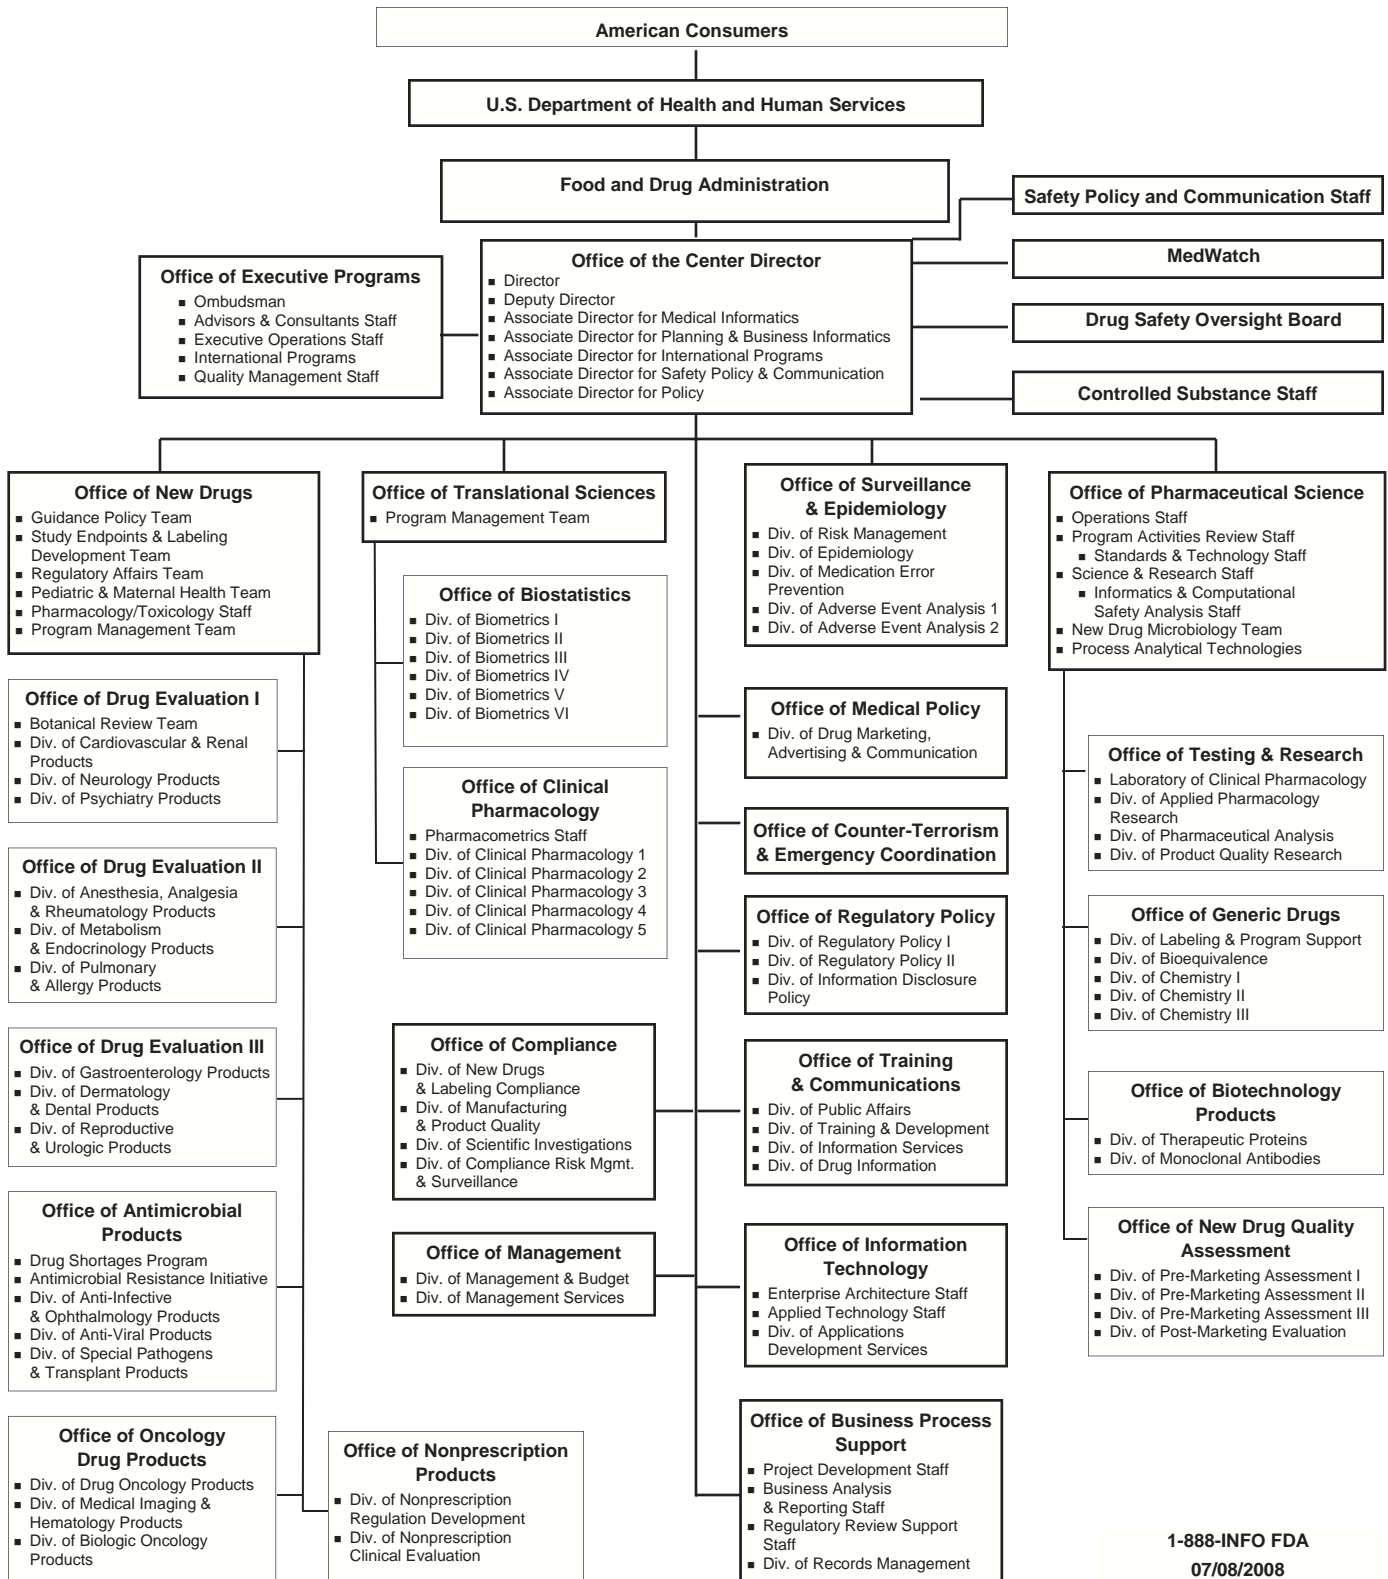 American Consumers
U.S. Department of Health and Human Services
Food and Drug Administration
Safety Policy and Communication Staff
MedWatch
Drug Safety Oversight Board
Controlled Substance Staff
Office of Executive Programs
■ Ombudsman
■ Advisors & Consultants Staff
■ Executive Operations Staff
■ International Programs
■ Quality Management Staff
Office of the Center Director
■ Director
■ Deputy Director
■ Associate Director for Medical Informatics
■ Associate Director for Planning & Business Informatics
■ Associate Director for International Programs
■ Associate Director for Safety Policy & Communication
■ Associate Director for Policy
Office of New Drugs
■ Guidance Policy Team
■ Study Endpoints & Labeling
Development Team
■ Regulatory Affairs Team
■ Pediatric & Maternal Health Team
■ Pharmacology/Toxicology Staff
■ Program Management Team
Office of Drug Evaluation I
■ Botanical Review Team
■ Div. of Cardiovascular & Renal
Products
■ Div. of Neurology Products
■ Div. of Psychiatry Products
Office of Drug Evaluation II
■ Div. of Anesthesia, Analgesia
& Rheumatology Products
■ Div. of Metabolism
& Endocrinology Products
■ Div. of Pulmonary
& Allergy Products
Office of Drug Evaluation III
■ Div. of Gastroenterology Products
■ Div. of Dermatology
& Dental Products
■ Div. of Reproductive
& Urologic Products
Office of Antimicrobial
Products
■ Drug Shortages Program
■ Antimicrobial Resistance Initiative
■ Div. of Anti-Infective
& Ophthalmology Products
■ Div. of Anti-Viral Products
■ Div. of Special Pathogens
& Transplant Products
Office of Oncology
Drug Products
■ Div. of Drug Oncology Products
■ Div. of Medical Imaging &
Hematology Products
■ Div. of Biologic Oncology
Products
Office of Nonprescription
Products
■ Div. of Nonprescription
Regulation Development
■ Div. of Nonprescription
Clinical Evaluation
Office of Translational Sciences
■ Program Management Team
Office of Biostatistics
■ Div. of Biometrics I
■ Div. of Biometrics II
■ Div. of Biometrics III
■ Div. of Biometrics IV
■ Div. of Biometrics V
■ Div. of Biometrics VI
Office of Clinical
Pharmacology
■ Pharmacometrics Staff
■ Div. of Clinical Pharmacology 1
■ Div. of Clinical Pharmacology 2
■ Div. of Clinical Pharmacology 3
■ Div. of Clinical Pharmacology 4
■ Div. of Clinical Pharmacology 5
Office of Compliance
■ Div. of New Drugs
& Labeling Compliance
■ Div. of Manufacturing
& Product Quality
■ Div. of Scientific Investigations
■ Div. of Compliance Risk Mgmt.
& Surveillance
Office of Management
■ Div. of Management & Budget
■ Div. of Management Services
Office of Surveillance
& Epidemiology
■ Div. of Risk Management
■ Div. of Epidemiology
■ Div. of Medication Error
Prevention
■ Div. of Adverse Event Analysis 1
■ Div. of Adverse Event Analysis 2
Office of Medical Policy
■ Div. of Drug Marketing,
Advertising & Communication
Office of Counter-Terrorism
& Emergency Coordination
Office of Regulatory Policy
■ Div. of Regulatory Policy I
■ Div. of Regulatory Policy II
■ Div. of Information Disclosure
Policy
Office of Training
& Communications
■ Div. of Public Affairs
■ Div. of Training & Development
■ Div. of Information Services
■ Div. of Drug Information
Office of Information
Technology
■ Enterprise Architecture Staff
■ Applied Technology Staff
■ Div. of Applications
Development Services
Office of Business Process
Support
■ Project Development Staff
■ Business Analysis
& Reporting Staff
■ Regulatory Review Support
Staff
■ Div. of Records Management
Office of Pharmaceutical Science
■ Operations Staff
■ Program Activities Review Staff
■ Standards & Technology Staff
■ Science & Research Staff
■ Informatics & Computational
Safety Analysis Staff
■ New Drug Microbiology Team
■ Process Analytical Technologies
Office of Testing & Research
■ Laboratory of Clinical Pharmacology
■ Div. of Applied Pharmacology
Research
■ Div. of Pharmaceutical Analysis
■ Div. of Product Quality Research
Office of Generic Drugs
■ Div. of Labeling & Program Support
■ Div. of Bioequivalence
■ Div. of Chemistry I
■ Div. of Chemistry II
■ Div. of Chemistry III
Office of Biotechnology
Products
■ Div. of Therapeutic Proteins
■ Div. of Monoclonal Antibodies
Office of New Drug Quality
Assessment
■ Div. of Pre-Marketing Assessment I
■ Div. of Pre-Marketing Assessment II
■ Div. of Pre-Marketing Assessment III
■ Div. of Post-Marketing Evaluation
1-888-INFO FDA
07/08/2008